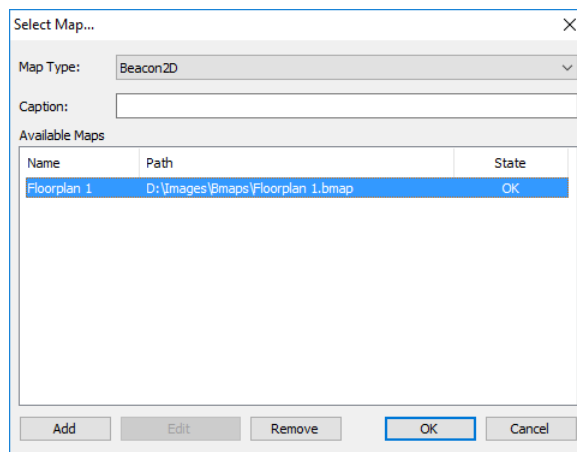 Select Map...
Map Type: Beacon2D
Caption:
Available Maps
Name Path State
Floorplan 1 D:\Images\Bmaps\Floorplan 1.bmap OK
Add Edit Remove OK Cancel